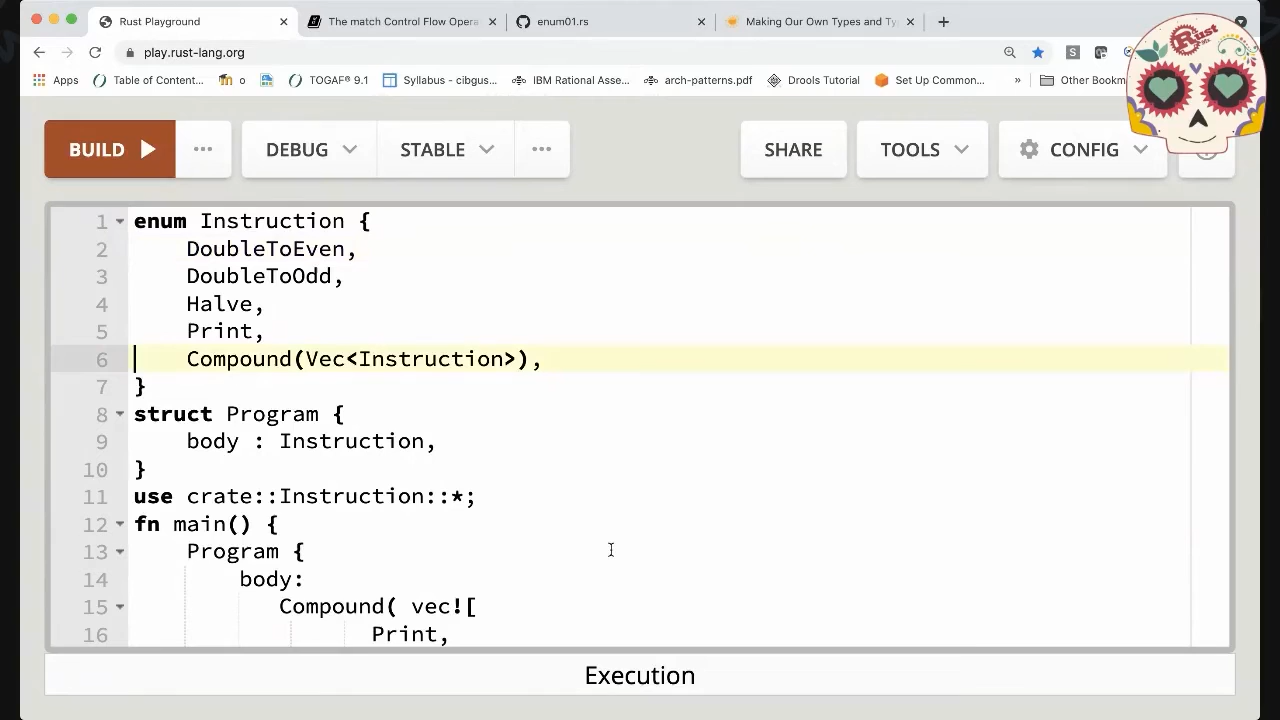 Rust Playground
The match Control Flow Opera
enum01.rs
Making Our Own Types and Ty
play.rust-lang.org
S
Apps
Table of Content...
o
TOGAF® 9.1
Syllabus - cibgus...
IBM Rational Asse...
arch-patterns.pdf
Drools Tutorial
Set Up Common...
»
Other Bookm
Rust
BUILD
DEBUG
STABLE
SHARE
TOOLS
CONFIG
1 enum Instruction {
2 DoubleToEven,
3 DoubleToOdd,
4 Halve,
5 Print,
6 Compound(Vec<Instruction>),
7 }
8 struct Program {
9 body : Instruction,
10 }
11 use crate::Instruction::*;
12 fn main() {
13 Program {
14 body:
15 Compound( vec![
16 Print,
Execution